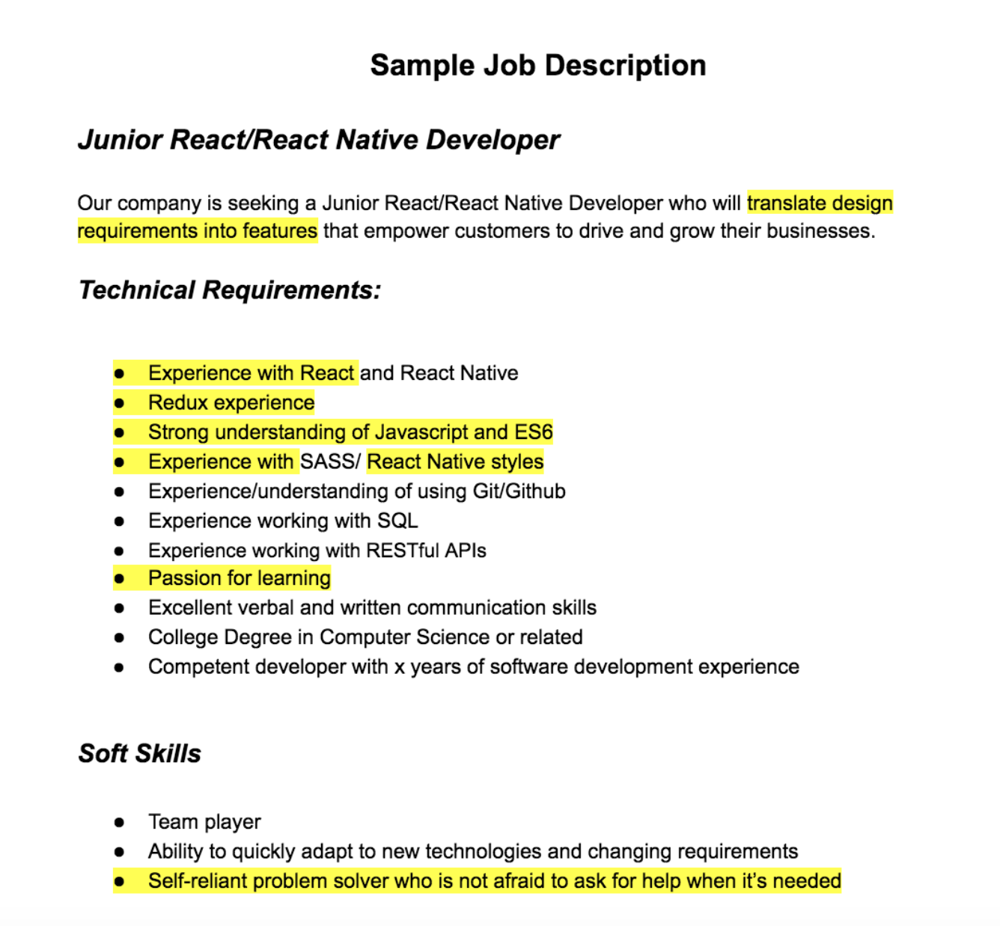 Sample Job Description
Junior React/React Native Developer
Our company is seeking a Junior React/React Native Developer who will translate design
requirements into features that empower customers to drive and grow their businesses.
Technical Requirements:
● Experience with React and React Native
● Redux experience
● Strong understanding of Javascript and ES6
● Experience with SASS/ React Native styles
● Experience/understanding of using Git/Github
● Experience working with SQL
● Experience working with RESTful APIs
● Passion for learning
● Excellent verbal and written communication skills
● College Degree in Computer Science or related
● Competent developer with x years of software development experience
Soft Skills
● Team player
● Ability to quickly adapt to new technologies and changing requirements
● Self-reliant problem solver who is not afraid to ask for help when it’s needed